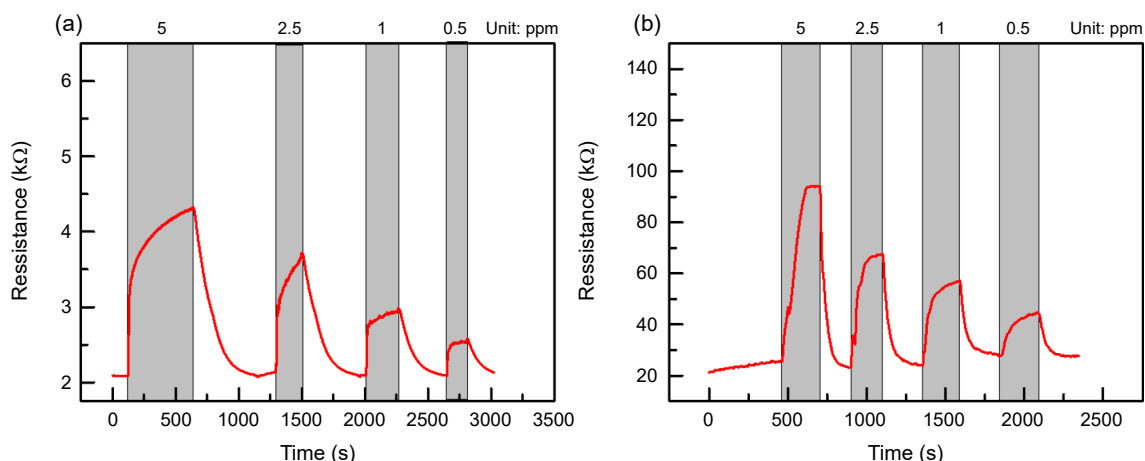 (a) 5 2.5 1 0.5 Unit: ppm
6
5
4
3
2
Ressistance (kΩ)
0 500 1000 1500 2000 2500 3000 3500
Time (s)
(b) 5 2.5 1 0.5 Unit: ppm
140
120
100
80
60
40
20
Ressistance (kΩ)
0 500 1000 1500 2000 2500
Time (s)